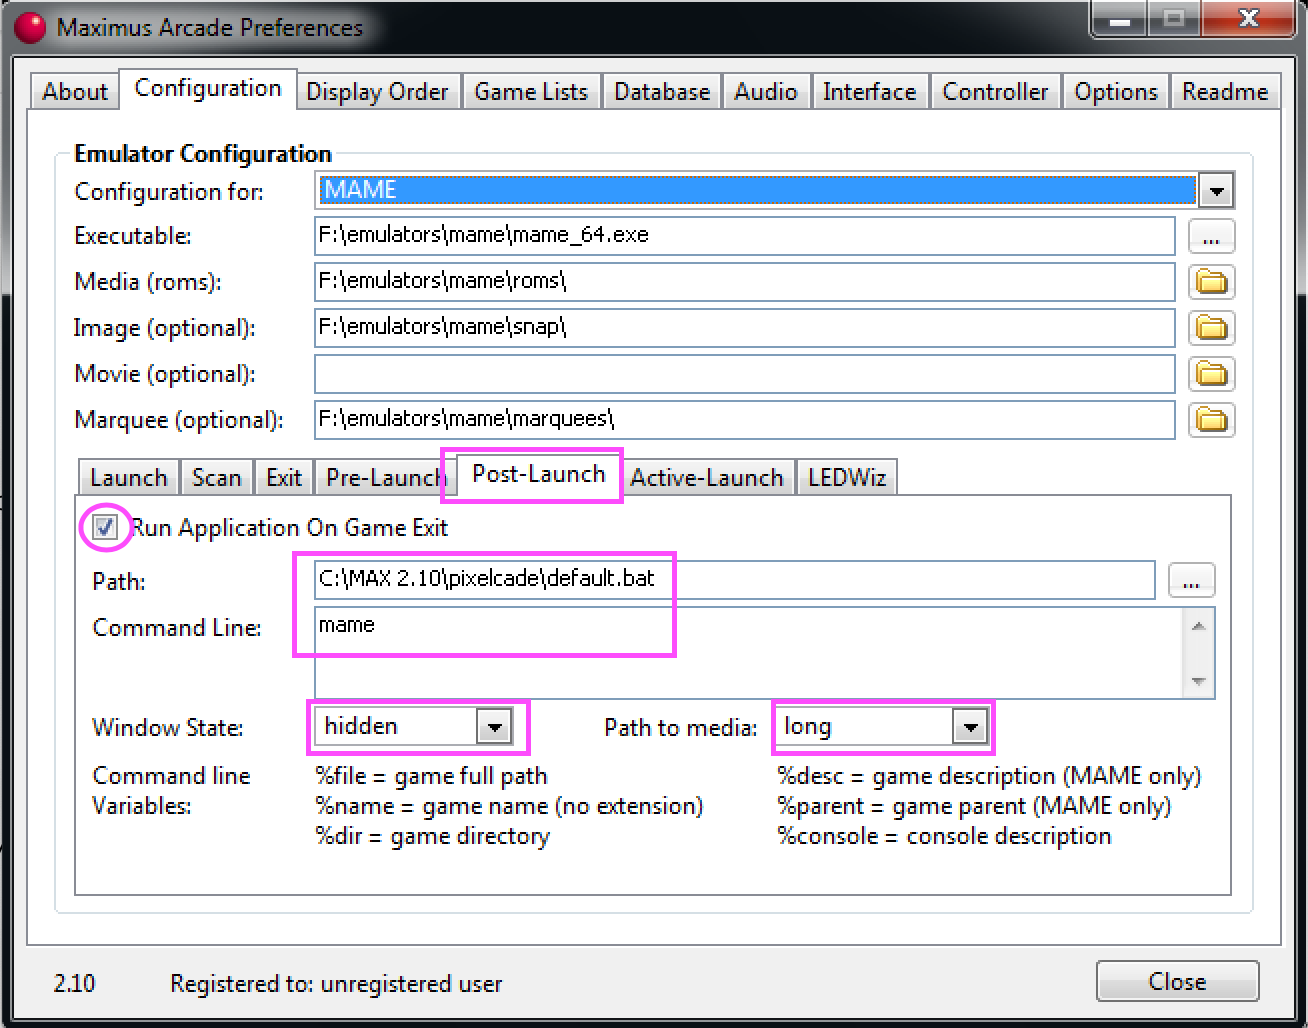 Maximus Arcade Preferences
About Configuration Display Order Game Lists Database Audio Interface Controller Options Readme
Emulator Configuration
Configuration for: MAME
Executable: F:\emulators\mame\mame_64.exe ...
Media (roms): F:\emulators\mame\roms\
Image (optional): F:\emulators\mame\snap\
Movie (optional):
Marquee (optional): F:\emulators\mame\marquees\
Launch Scan Exit Pre-Launch Post-Launch Active-Launch LEDWiz
Run Application On Game Exit
Path: C:\MAX 2.10\pixelcade\default.bat ...
Command Line: mame
Window State: hidden Path to media: long
Command line %file = game full path %desc = game description (MAME only)
Variables: %name = game name (no extension) %parent = game parent (MAME only)
%dir = game directory %console = console description
2.10 Registered to: unregistered user Close